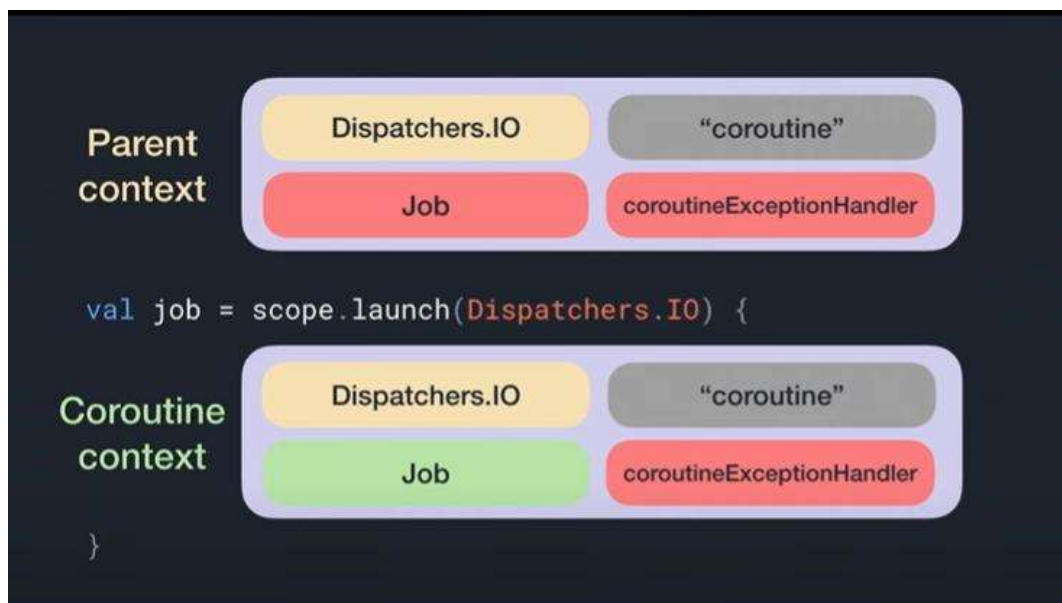 Parent
context
Dispatchers.IO
“coroutine”
Job
coroutineExceptionHandler
val job = scope.launch(Dispatchers.IO) {
Coroutine
context
Dispatchers.IO
“coroutine”
Job
coroutineExceptionHandler
}